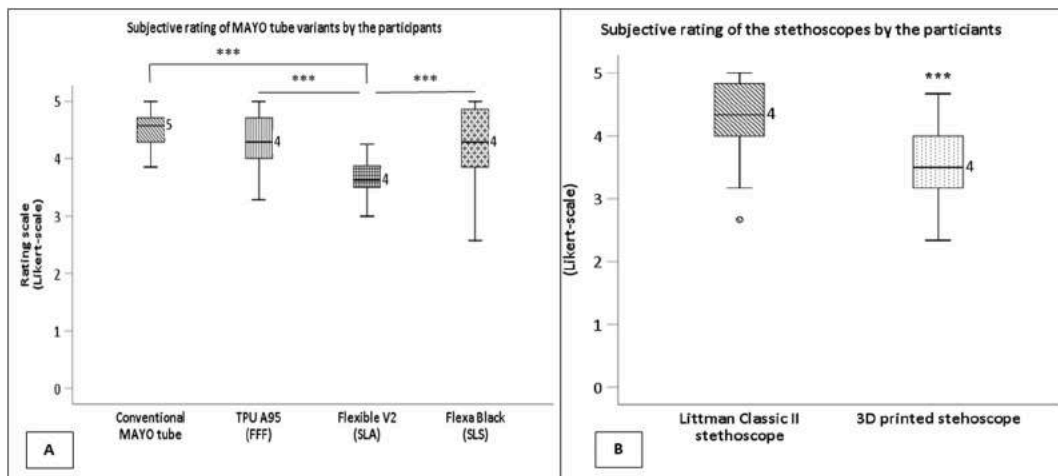 Subjective rating of MAYO tube variants by the participants
***
*** ***
5
4
3
2
1
0
Rating scale
(Likert-scale)
5
4
4
4
Conventional
MAYO tube
TPU A95
(FFF)
Flexible V2
(SLA)
Flexa Black
(SLS)
A
Subjective rating of the stethoscopes by the particiants
***
5
4
3
2
1
0
(Likert-scale)
4
4
Littman Classic II
stethoscope
3D printed stehoscope
B